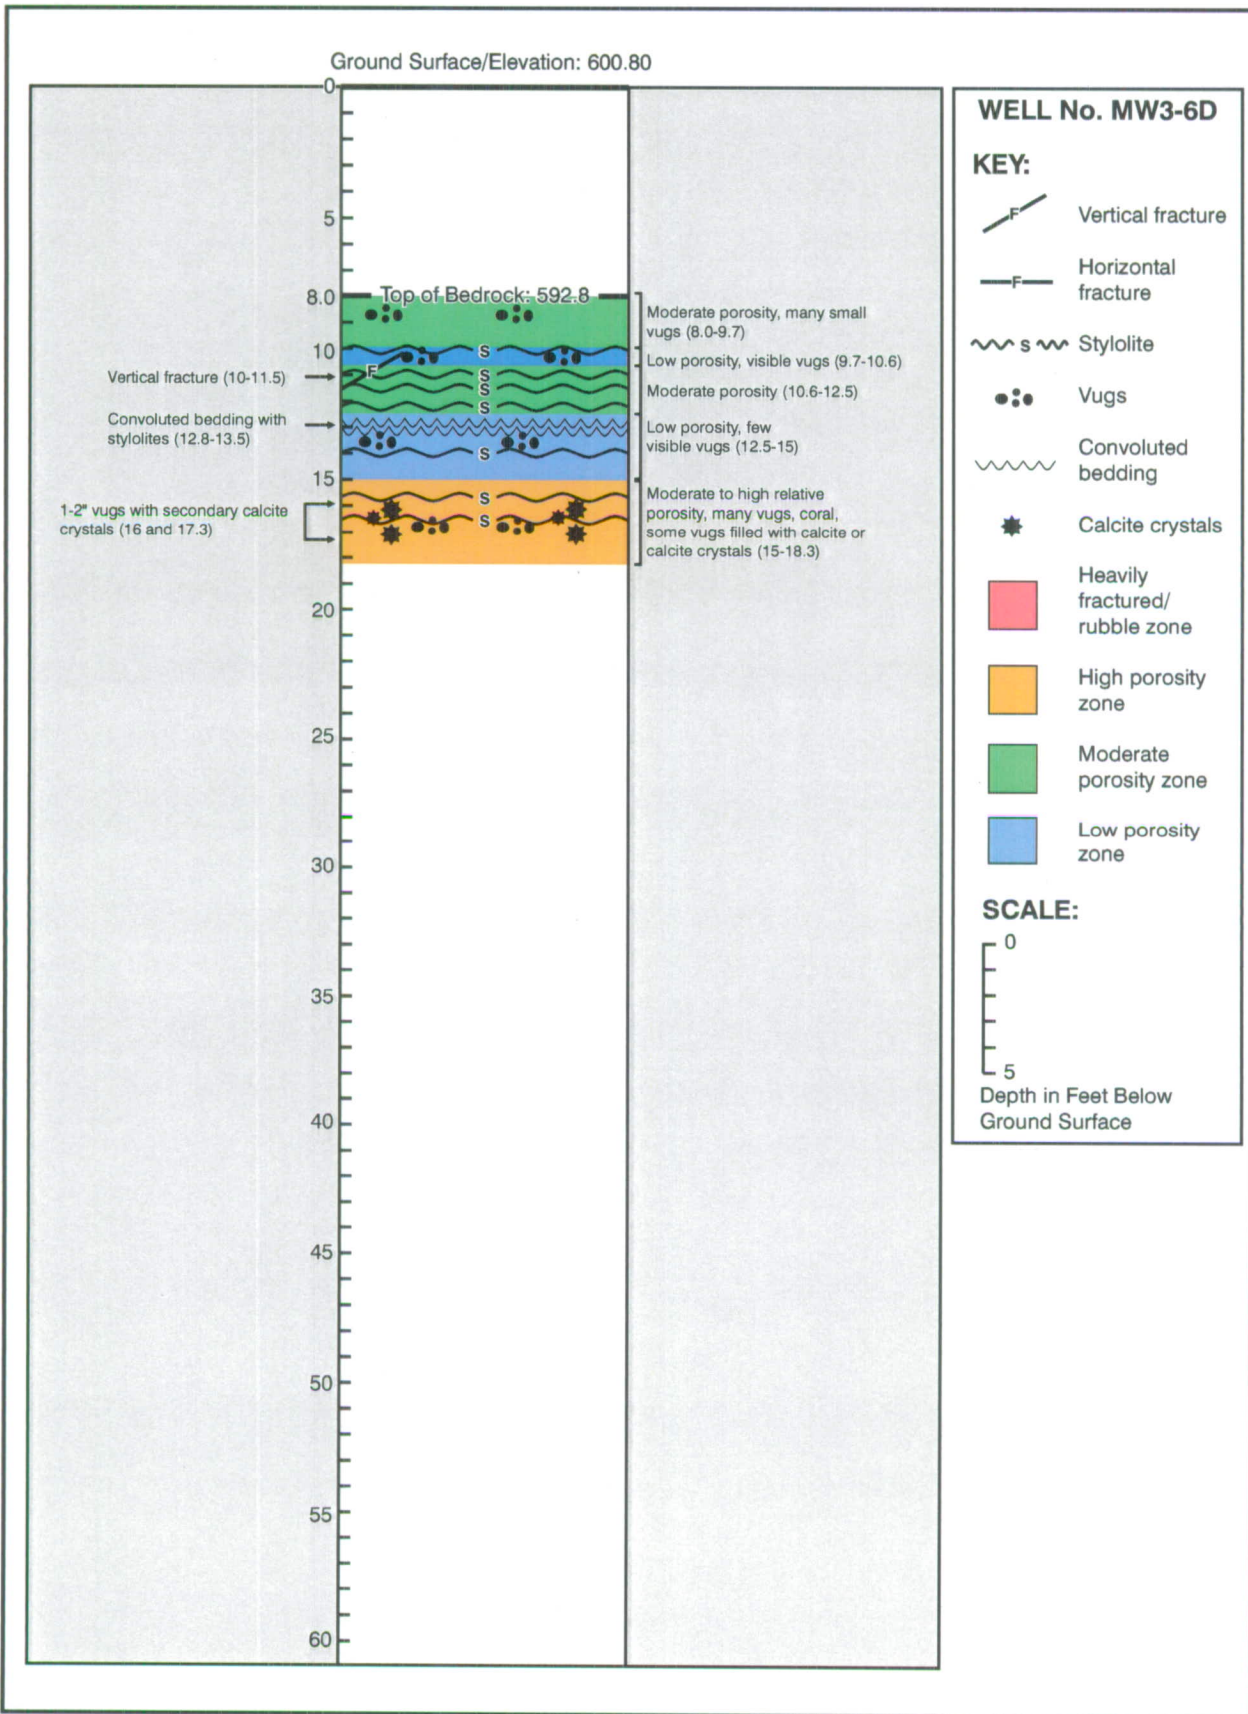 Ground Surface/Elevation: 600.80
0
5
8.0
Top of Bedrock: 592.8
10
15
20
25
30
35
40
45
50
55
60
Vertical fracture (10-11.5)
Convoluted bedding with
stylolites (12.8-13.5)
1-2" vugs with secondary calcite
crystals (16 and 17.3)
S
F
S
S
S
S
S
S
Moderate porosity, many small
vugs (8.0-9.7)
Low porosity, visible vugs (9.7-10.6)
Moderate porosity (10.6-12.5)
Low porosity, few
visible vugs (12.5-15)
Moderate to high relative
porosity, many vugs, coral,
some vugs filled with calcite or
calcite crystals (15-18.3)
WELL No. MW3-6D
KEY:
F Vertical fracture
F Horizontal
fracture
S Stylolite
Vugs
Convoluted
bedding
Calcite crystals
Heavily
fractured/
rubble zone
High porosity
zone
Moderate
porosity zone
Low porosity
zone
SCALE:
0
5
Depth in Feet Below
Ground Surface